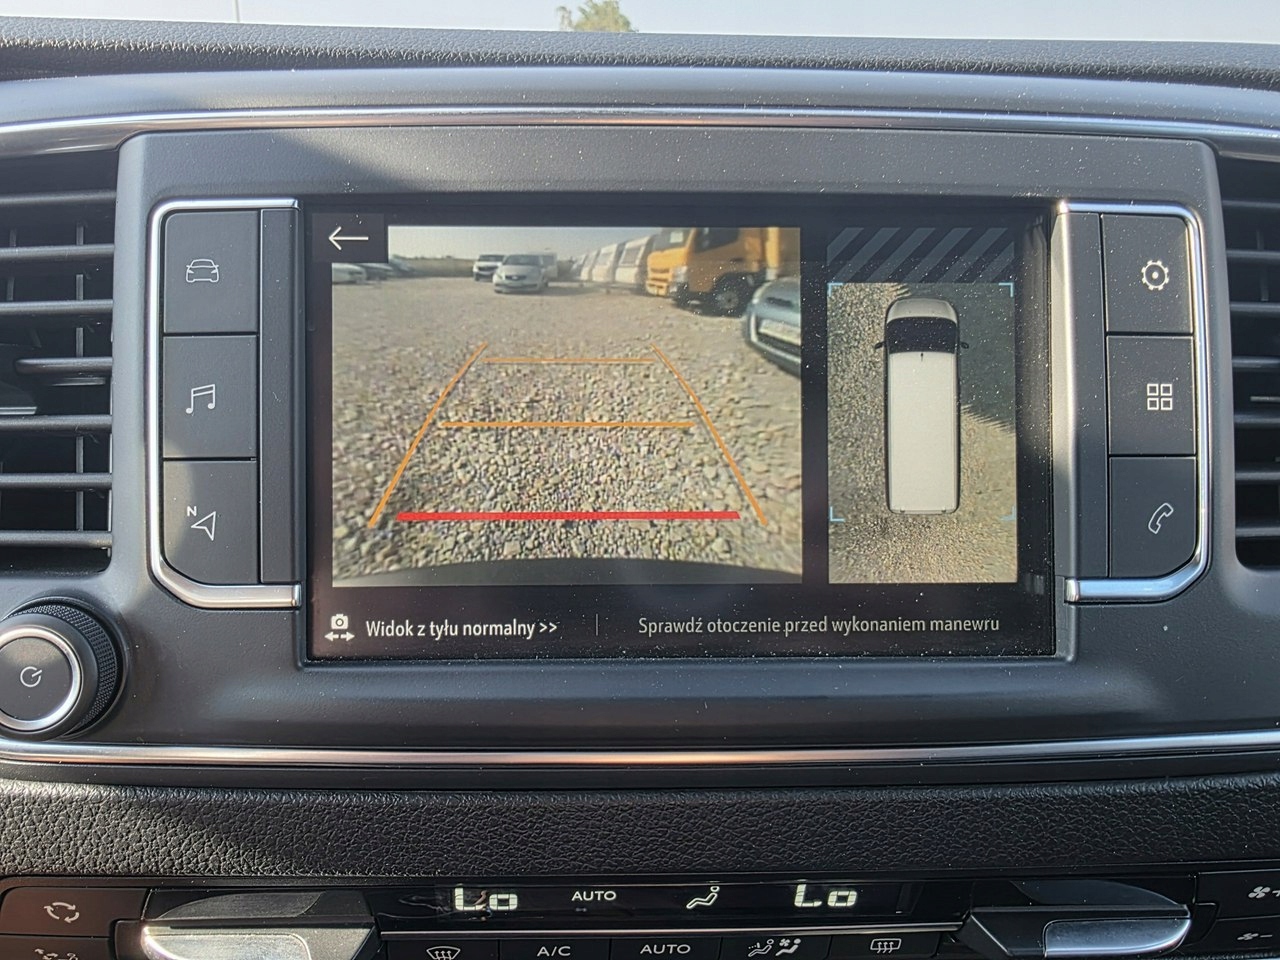 N
Widok z tyłu normalny >>
Sprawdź otoczenie przed wykonaniem manewru
Lo AUTO Lo
A/C AUTO